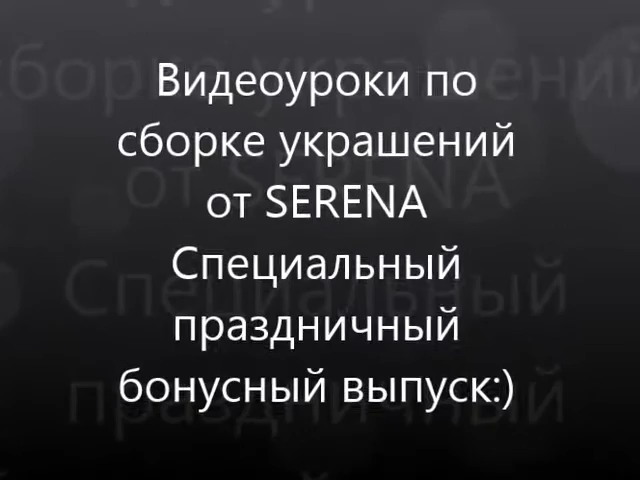 Видеоуроки по
сборке украшений
от SERENA
Специальный
праздничный
бонусный выпуск:)